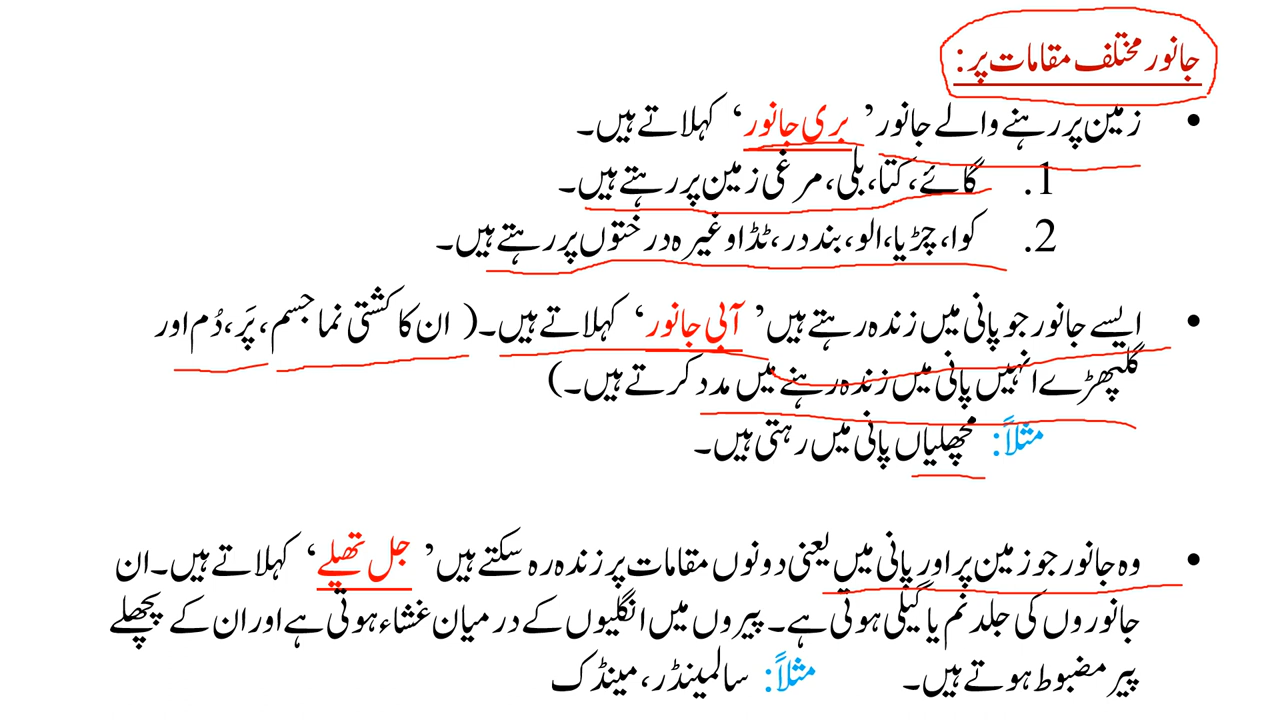 جانور مختلف مقامات پر:
• زمین پر رہنے والے جانور ’بری جانور‘ کہلاتے ہیں۔
1. گائے، کتا، بلی، مرغی زمین پر رہتے ہیں۔
2. کوا، چڑیا، الو، بندر، ٹڈا وغیرہ درختوں پر رہتے ہیں۔
• ایسے جانور جو پانی میں زندہ رہتے ہیں ’آبی جانور‘ کہلاتے ہیں۔( ان کا کشتی نما جسم، پَر، دُم اور
گلپھڑے انہیں پانی میں زندہ رہنے میں مدد کرتے ہیں۔)
مثلاً: مچھلیاں پانی میں رہتی ہیں۔
• وہ جانور جو زمین پر اور پانی میں یعنی دونوں مقامات پر زندہ رہ سکتے ہیں ’جل تھیلے‘ کہلاتے ہیں۔ ان
جانوروں کی جلد نم یا گیلی ہوتی ہے۔ پیروں میں انگلیوں کے درمیان غشاء ہوتی ہے اور ان کے پچھلے
پیر مضبوط ہوتے ہیں۔ مثلاً: سالمینڈر، مینڈک